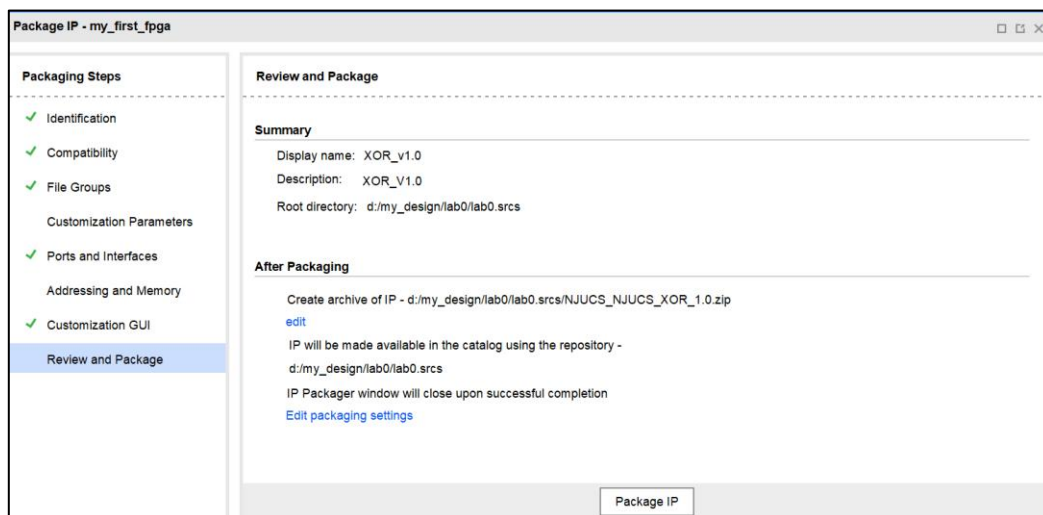 Package IP - my_first_fpga
Packaging Steps
Identification
Compatibility
File Groups
Customization Parameters
Ports and Interfaces
Addressing and Memory
Customization GUI
Review and Package
Review and Package
Summary
Display name: XOR_v1.0
Description: XOR_V1.0
Root directory: d:/my_design/lab0/lab0.srcs
After Packaging
Create archive of IP - d:/my_design/lab0/lab0.srcs/NJUCS_NJUCS_XOR_1.0.zip
edit
IP will be made available in the catalog using the repository -
d:/my_design/lab0/lab0.srcs
IP Packager window will close upon successful completion
Edit packaging settings
Package IP